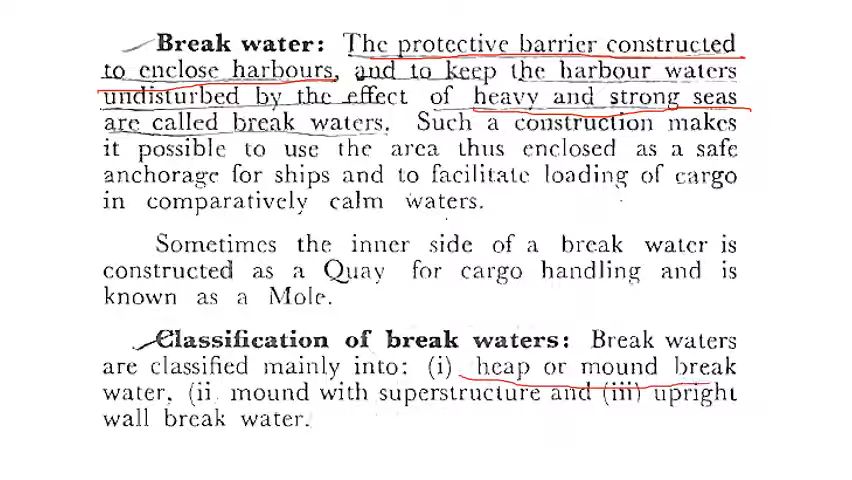 Break water: The protective barrier constructed
to enclose harbours, and to keep the harbour waters
undisturbed by the effect of heavy and strong seas
are called break waters. Such a construction makes
it possible to use the area thus enclosed as a safe
anchorage for ships and to facilitate loading of cargo
in comparatively calm waters.
Sometimes the inner side of a break water is
constructed as a Quay for cargo handling and is
known as a Mole.
Classification of break waters: Break waters
are classified mainly into: (i) heap or mound break
water, (ii mound with superstructure and (iii) upright
wall break water.